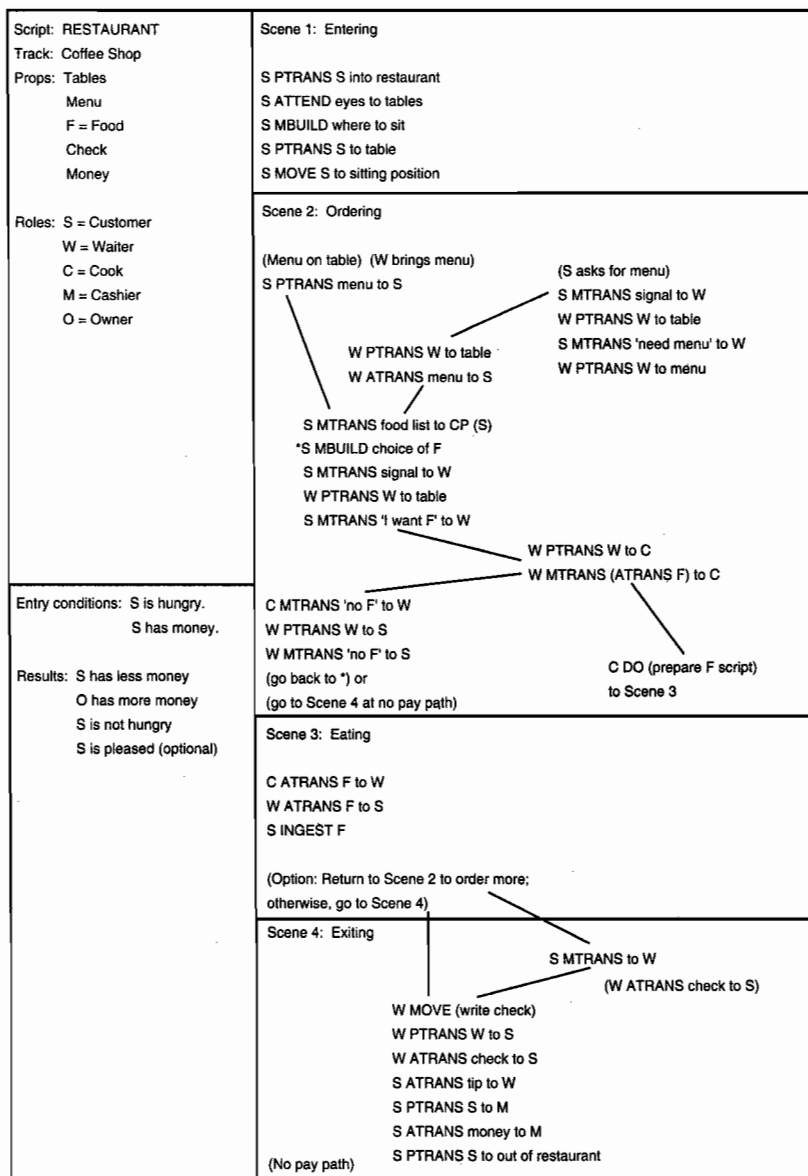 Script: RESTAURANT
Track: Coffee Shop
Props: Tables
Menu
F = Food
Check
Money
Roles: S = Customer
W = Waiter
C = Cook
M = Cashier
O = Owner
Entry conditions: S is hungry.
S has money.
Results: S has less money
O has more money
S is not hungry
S is pleased (optional)
Scene 1: Entering
S PTRANS S into restaurant
S ATTEND eyes to tables
S MBUILD where to sit
S PTRANS S to table
S MOVE S to sitting position
Scene 2: Ordering
(Menu on table) (W brings menu)
S PTRANS menu to S
(S asks for menu)
S MTRANS signal to W
W PTRANS W to table
S MTRANS 'need menu' to W
W PTRANS W to menu
W PTRANS W to table
W ATRANS menu to S
S MTRANS food list to CP (S)
*S MBUILD choice of F
S MTRANS signal to W
W PTRANS W to table
S MTRANS 'I want F' to W
W PTRANS W to C
W MTRANS (ATRANS F) to C
C MTRANS 'no F' to W
W PTRANS W to S
W MTRANS 'no F' to S
(go back to *) or
(go to Scene 4 at no pay path)
C DO (prepare F script)
to Scene 3
Scene 3: Eating
C ATRANS F to W
W ATRANS F to S
S INGEST F
(Option: Return to Scene 2 to order more;
otherwise, go to Scene 4)
Scene 4: Exiting
S MTRANS to W
(W ATRANS check to S)
W MOVE (write check)
W PTRANS W to S
W ATRANS check to S
S ATRANS tip to W
S PTRANS S to M
S ATRANS money to M
(No pay path)
S PTRANS S to out of restaurant